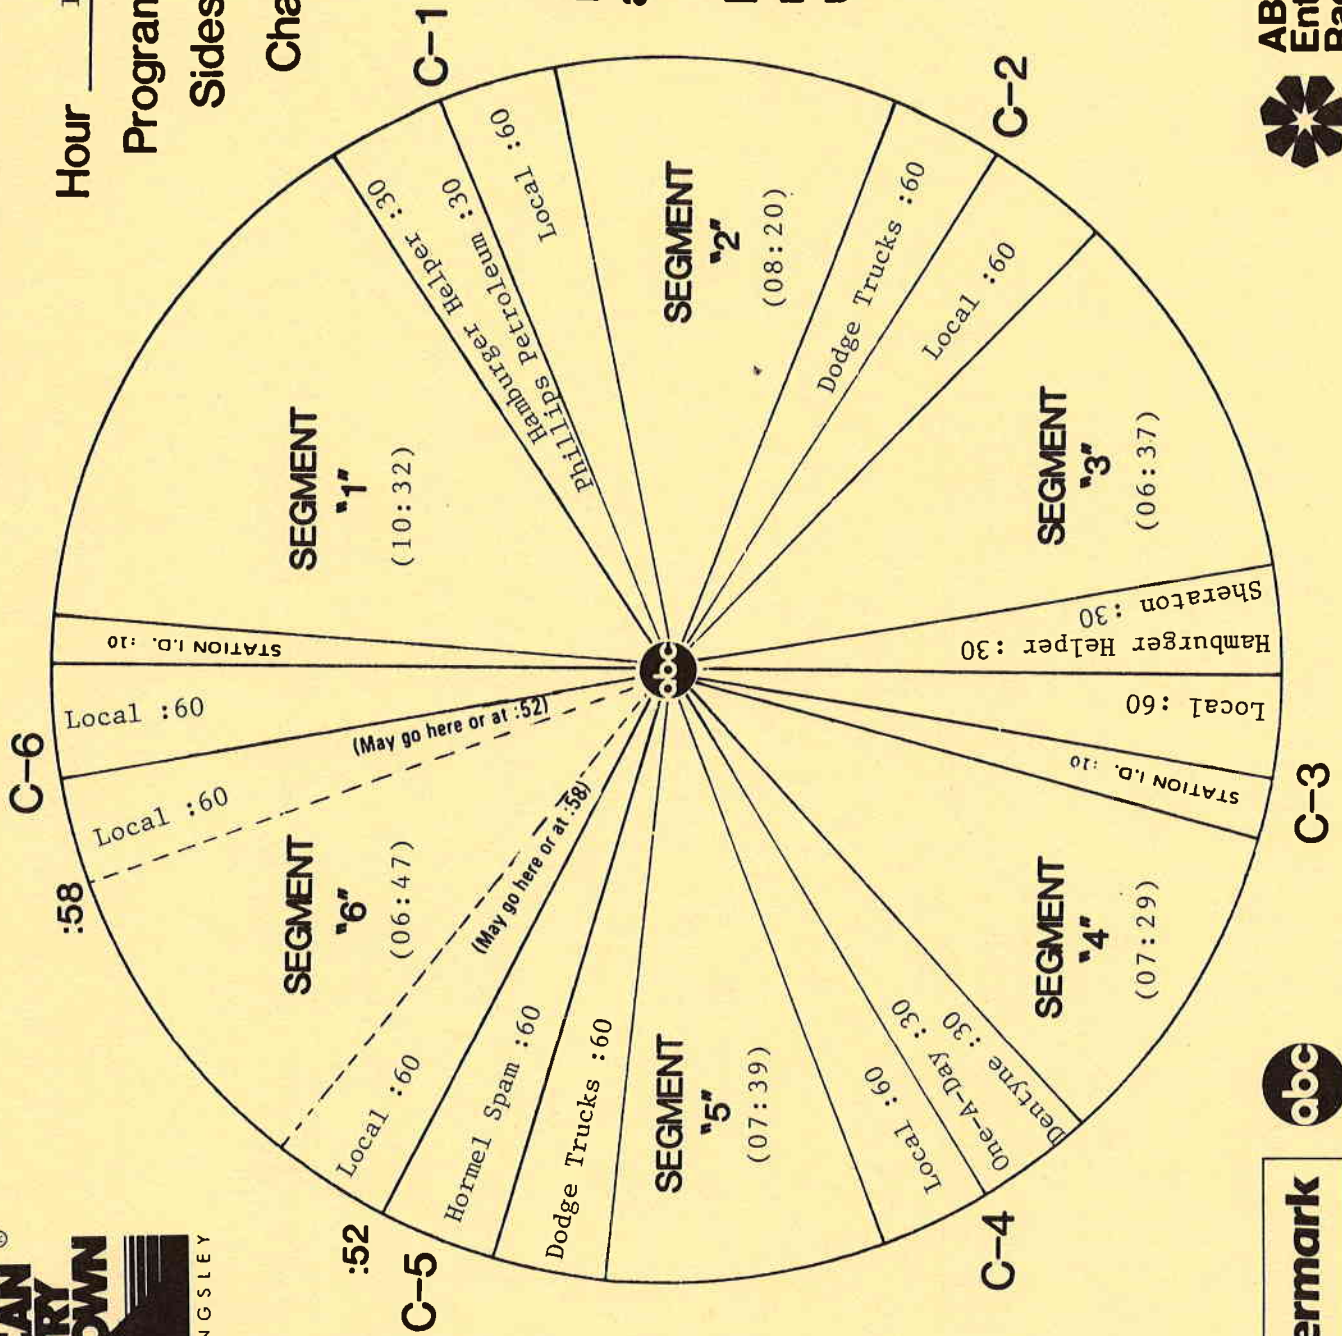 Hour
Program
Sides
C-1
SEGMENT
"1"
(10:32)
Hamburger Helper :30
Phillips Petroleum :30
Local :60
SEGMENT
"2"
(08:20)
Dodge Trucks :60
C-2
Local :60
SEGMENT
"3"
(06:37)
Sheraton :30
Hamburger Helper :30
C-3
Local :60
STATION I.D. :10
SEGMENT
"4"
(07:29)
Dentyne :30
One-A-Day :30
C-4
Local :60
SEGMENT
"5"
(07:39)
Dodge Trucks :60
Hormel Spam :60
C-5
:52
Local :60
(May go here or at :58)
SEGMENT
"6"
(06:47)
:58
(May go here or at :52)
Local :60
C-6
Local :60
STATION I.D. :10
abc
abc